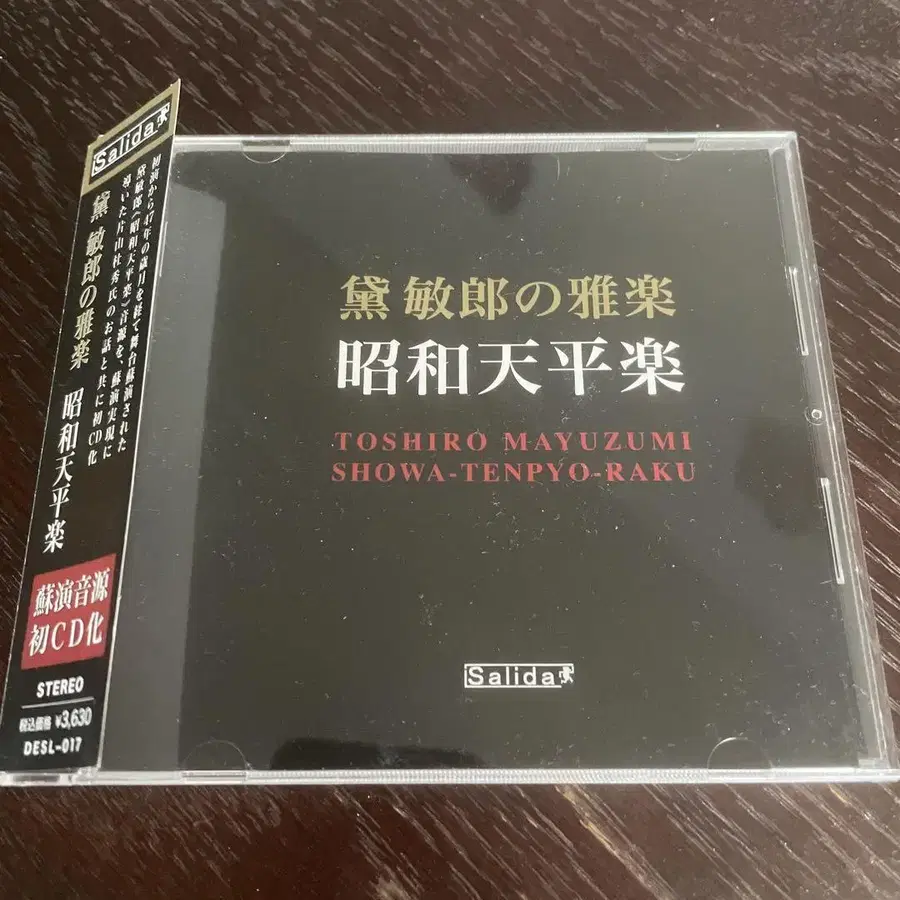 Salida
黛 敏郎の雅楽 昭和天平楽
初演から47年の歳月を経て舞台蘇演された
黛敏郎《昭和天平楽》音源を、蘇演実現に
導いた片山杜秀氏のお話と共に初CD化
蘇演音源
初CD化
STEREO
税込価格 ¥3,630
DESL-017
黛 敏郎の雅楽
昭和天平楽
TOSHIRO MAYUZUMI
SHOWA-TENPYO-RAKU
Salida